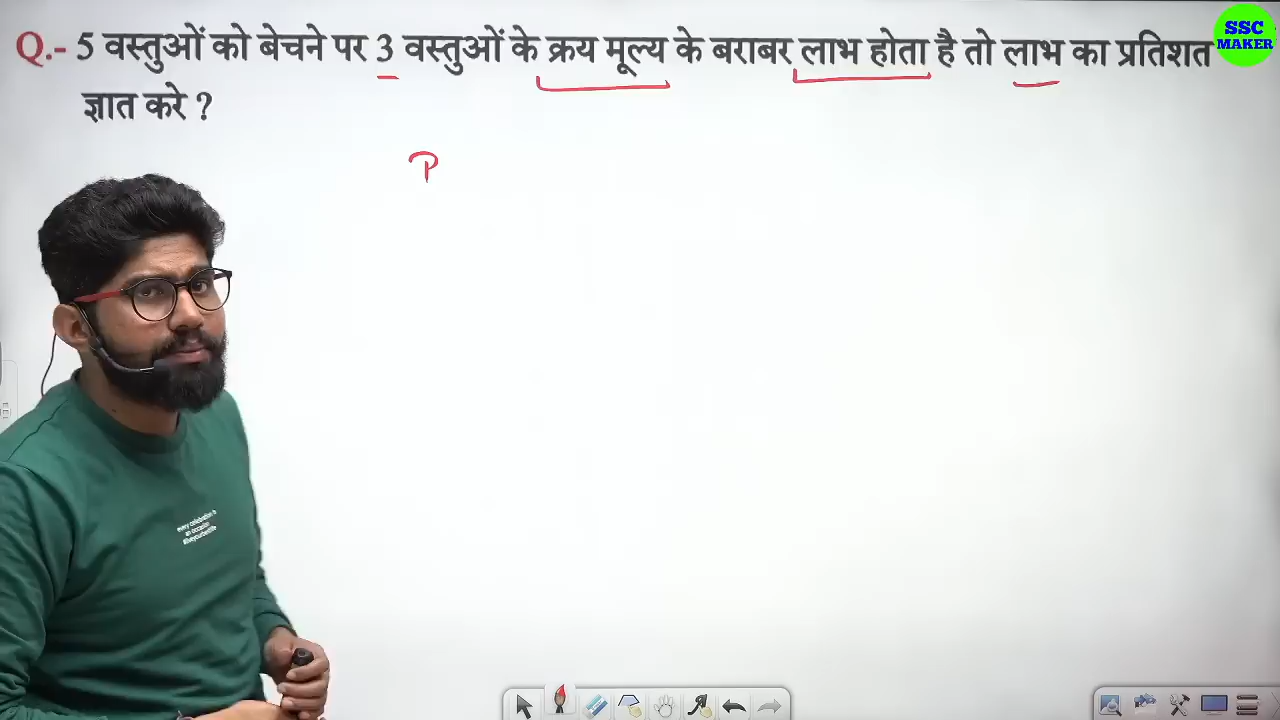 Q.- 5 वस्तुओं को बेचने पर 3 वस्तुओं के क्रय मूल्य के बराबर लाभ होता है तो लाभ का प्रतिशत
ज्ञात करे ?
SSC
MAKER
P